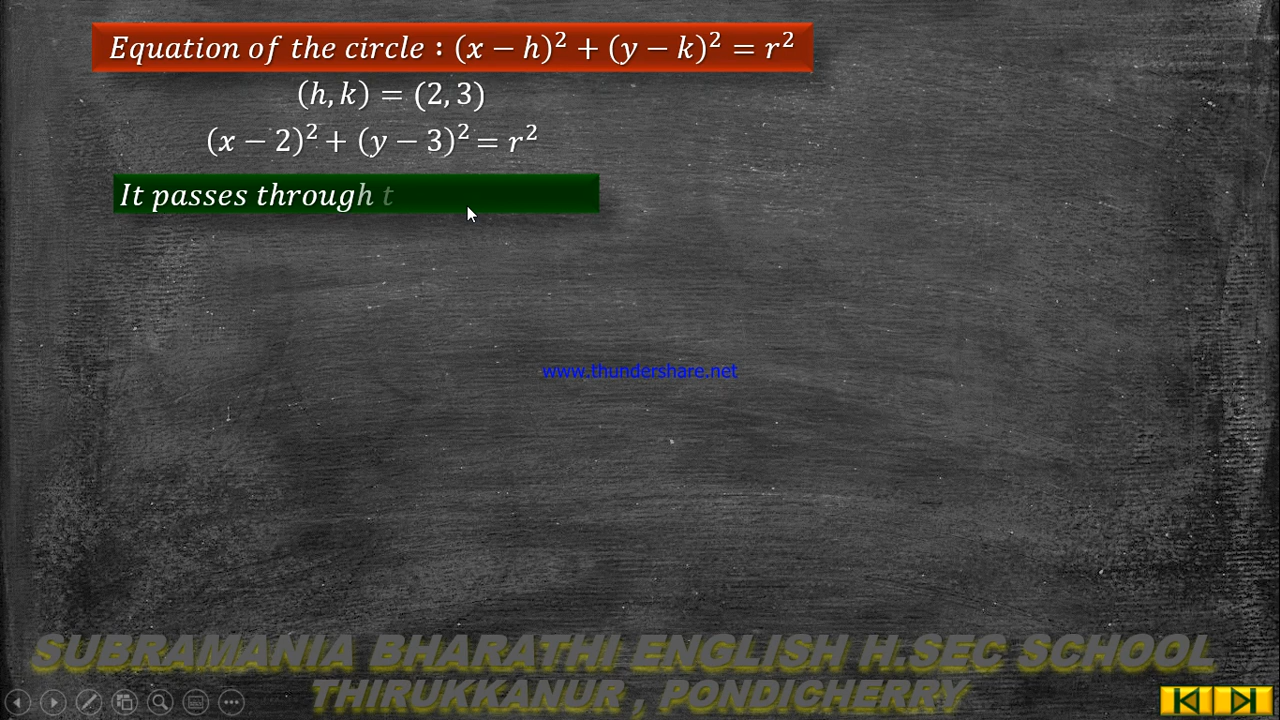 Equation of the circle : (x − h)² + (y − k)² = r²
(h, k) = (2, 3)
(x − 2)² + (y − 3)² = r²
It passes through t
www.thundershare.net
SUBRAMANIA BHARATHI ENGLISH H.SEC SCHOOL
THIRUKKANUR , PONDICHERRY